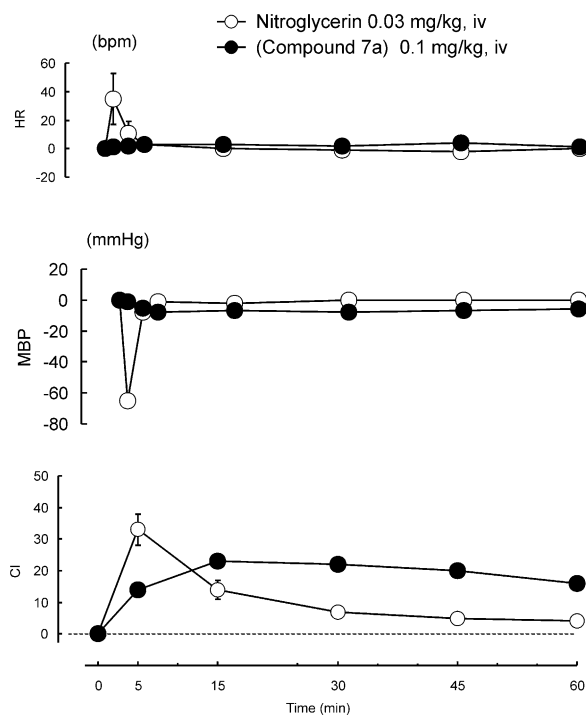 Nitroglycerin 0.03 mg/kg, iv
(bpm)
(Compound 7a) 0.1 mg/kg, iv
60
40
20
0
-20
HR
(mmHg)
20
0
-20
-40
-60
-80
MBP
50
40
30
20
10
0
CI
0 5 15 30 45 60
Time (min)